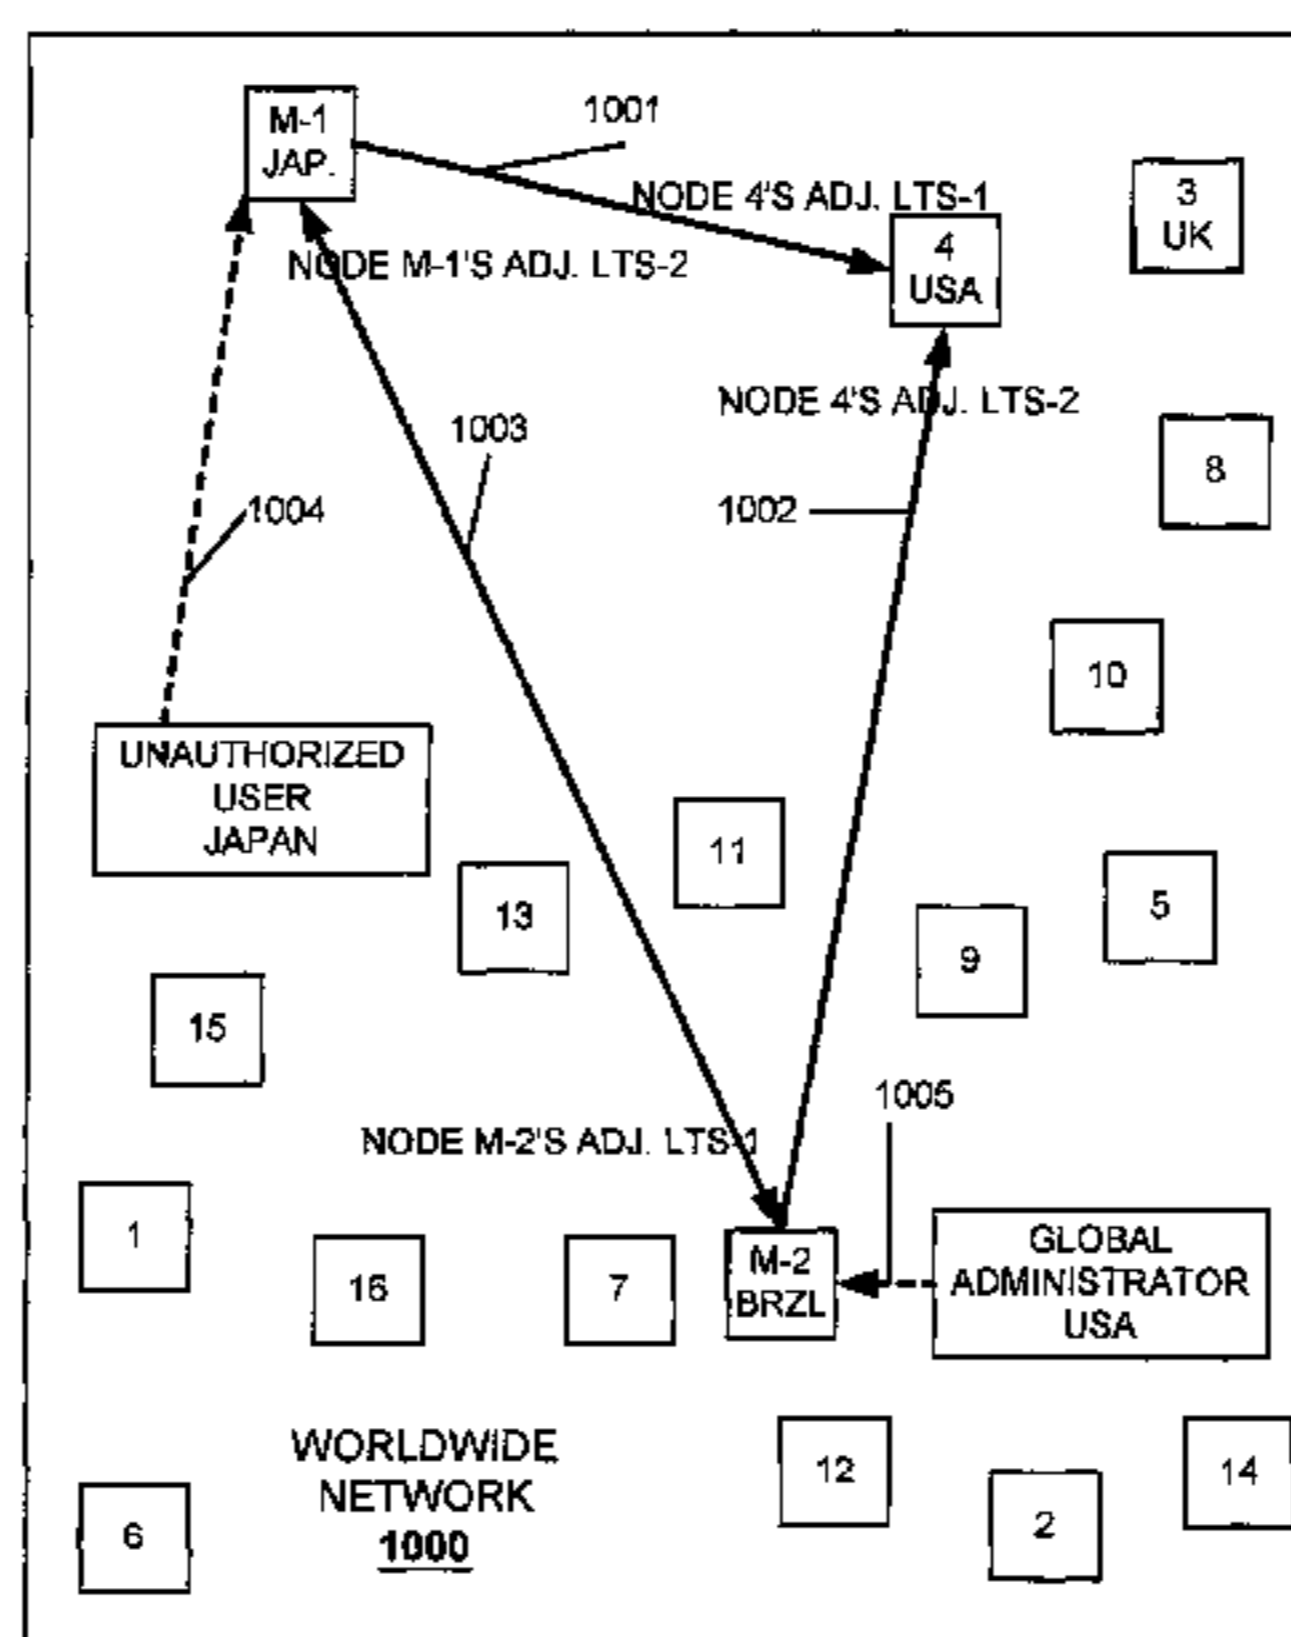 M-1
JAP.
1001
NODE 4'S ADJ. LTS-1
3
UK
4
USA
NODE M-1'S ADJ. LTS-2
NODE 4'S ADJ. LTS-2
1003
8
1004
1002
10
UNAUTHORIZED
USER
JAPAN
11
13
5
9
15
1005
NODE M-2'S ADJ. LTS-1
1
16
7
M-2
BRZL
GLOBAL
ADMINISTRATOR
USA
WORLDWIDE
NETWORK
1000
12
14
6
2